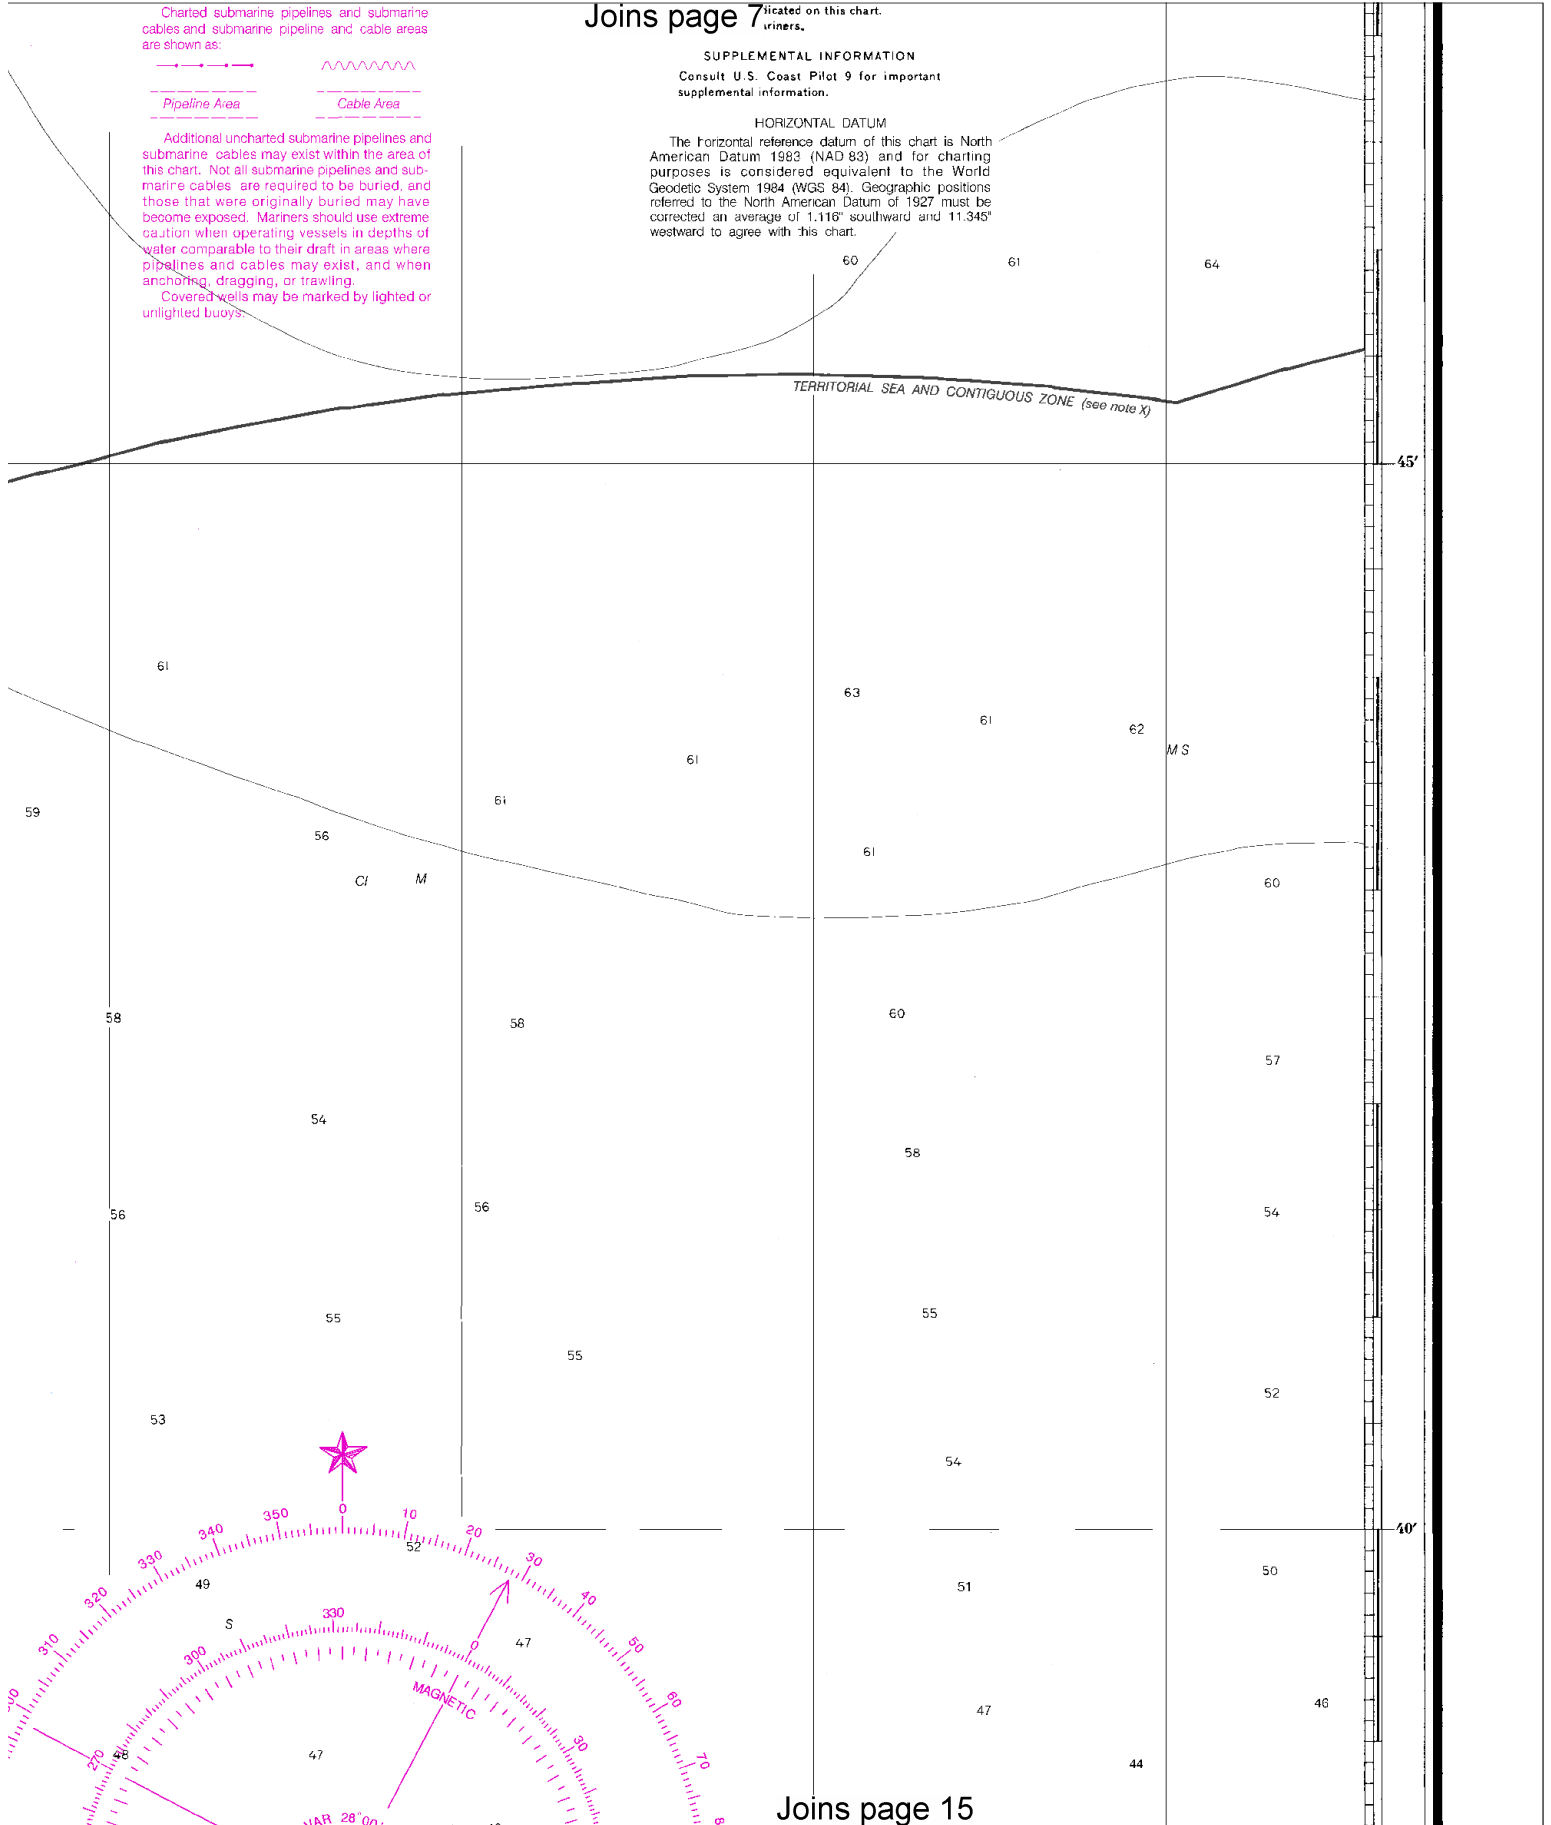 Charted submarine pipelines and submarine
cables and submarine pipeline and cable areas
are shown as:
Pipeline Area
Cable Area
Additional uncharted submarine pipelines and
submarine cables may exist within the area of
this chart. Not all submarine pipelines and sub-
marine cables are required to be buried, and
those that were originally buried may have
become exposed. Mariners should use extreme
caution when operating vessels in depths of
water comparable to their draft in areas where
pipelines and cables may exist, and when
anchoring, dragging, or trawling.
Covered wells may be marked by lighted or
unlighted buoys.
Joins page 7
on this chart.
SUPPLEMENTAL INFORMATION
Consult U.S. Coast Pilot 9 for important
supplemental information.
HORIZONTAL DATUM
The horizontal reference datum of this chart is North
American Datum 1983 (NAD 83) and for charting
purposes is considered equivalent to the World
Geodetic System 1984 (WGS 84). Geographic positions
referred to the North American Datum of 1927 must be
corrected an average of 1.116" southward and 11.345"
westward to agree with this chart.
60
61
64
TERRITORIAL SEA AND CONTIGUOUS ZONE (see note X)
45'
61
63
61
62
M S
61
61
59
56
61
Cl
M
60
58
58
60
57
54
58
56
56
54
55
55
55
52
53
54
40'
350
0
10
340
20
52
330
30
49
50
51
320
40
S
330
0
47
310
50
300
MAGNETIC
60
46
47
30
270
48
47
70
44
VAR 28°00'
Joins page 15